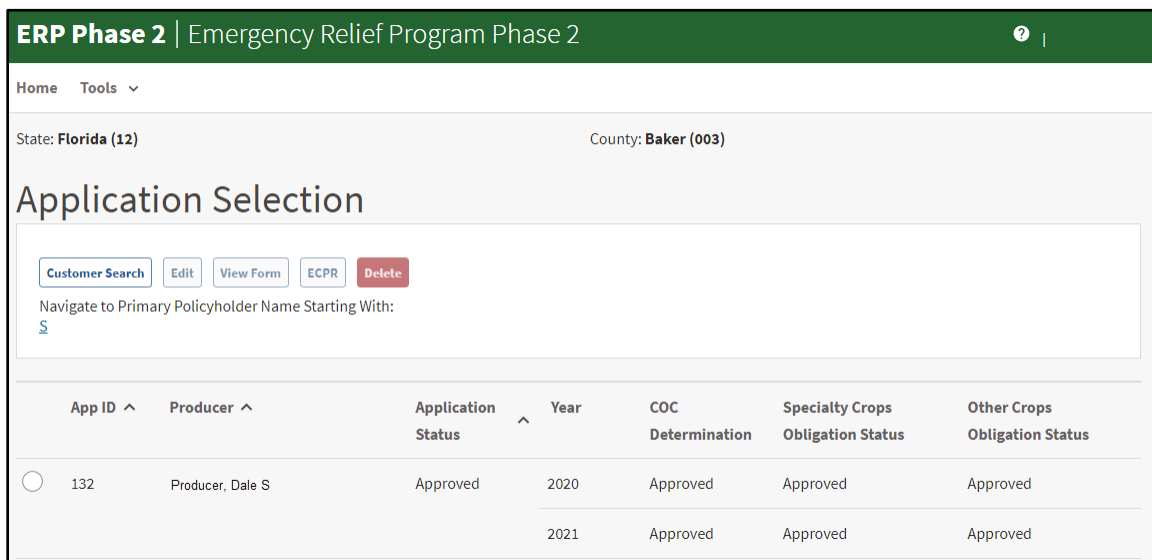 ERP Phase 2 | Emergency Relief Program Phase 2 ? |
Home Tools
State: Florida (12) County: Baker (003)
Application Selection
Customer Search Edit View Form ECPR Delete
Navigate to Primary Policyholder Name Starting With:
S
App ID Producer Application Status Year COC Determination Specialty Crops Obligation Status Other Crops Obligation Status
132 Producer, Dale S Approved 2020 Approved Approved Approved
2021 Approved Approved Approved